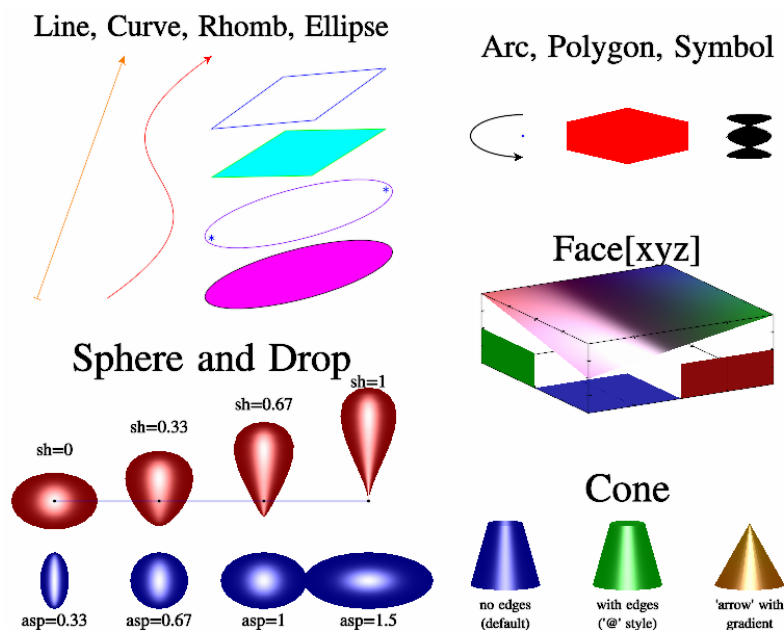 Line, Curve, Rhomb, Ellipse
Arc, Polygon, Symbol
*
*
Face[xyz]
Sphere and Drop
sh=0
sh=0.33
sh=0.67
sh=1
asp=0.33
asp=0.67
asp=1
asp=1.5
Cone
no edges
(default)
with edges
('@' style)
'arrow' with
gradient